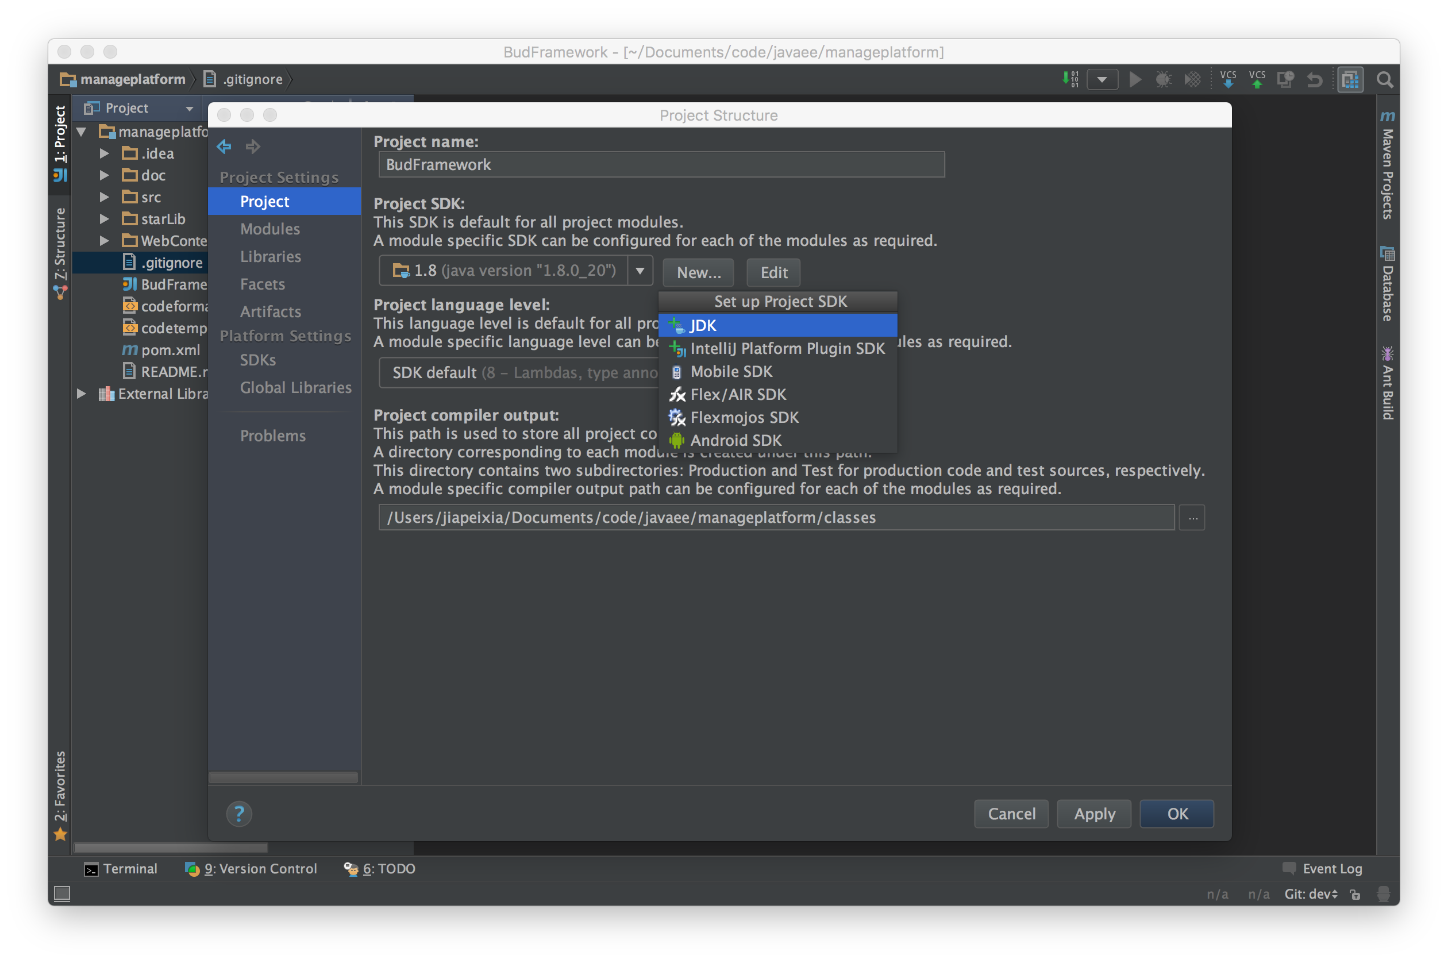 BudFramework - [~/Documents/code/javaee/manageplatform]
manageplatform
.gitignore
VCS
VCS
1: Project
Z: Structure
2: Favorites
Project
manageplatfo
.idea
doc
src
starLib
WebConte
.gitignore
BudFrame
codeforma
codetemp
pom.xml
README.r
External Libra
Project Structure
Project Settings
Project
Modules
Libraries
Facets
Artifacts
Platform Settings
SDKs
Global Libraries
Problems
Project name:
BudFramework
Project SDK:
This SDK is default for all project modules.
A module specific SDK can be configured for each of the modules as required.
1.8 (java version "1.8.0_20")
New...
Edit
Set up Project SDK
JDK
IntelliJ Platform Plugin SDK
Mobile SDK
Flex/AIR SDK
Flexmojos SDK
Android SDK
Project language level:
This language level is default for all pro
A module specific language level can be ules as required.
SDK default (8 - Lambdas, type anno
Project compiler output:
This path is used to store all project co
A directory corresponding to each module is created under this path.
This directory contains two subdirectories: Production and Test for production code and test sources, respectively.
A module specific compiler output path can be configured for each of the modules as required.
/Users/jiapeixia/Documents/code/javaee/manageplatform/classes
...
?
Cancel
Apply
OK
Maven Projects
Database
Ant Build
Terminal
9: Version Control
6: TODO
Event Log
n/a
n/a
Git: dev